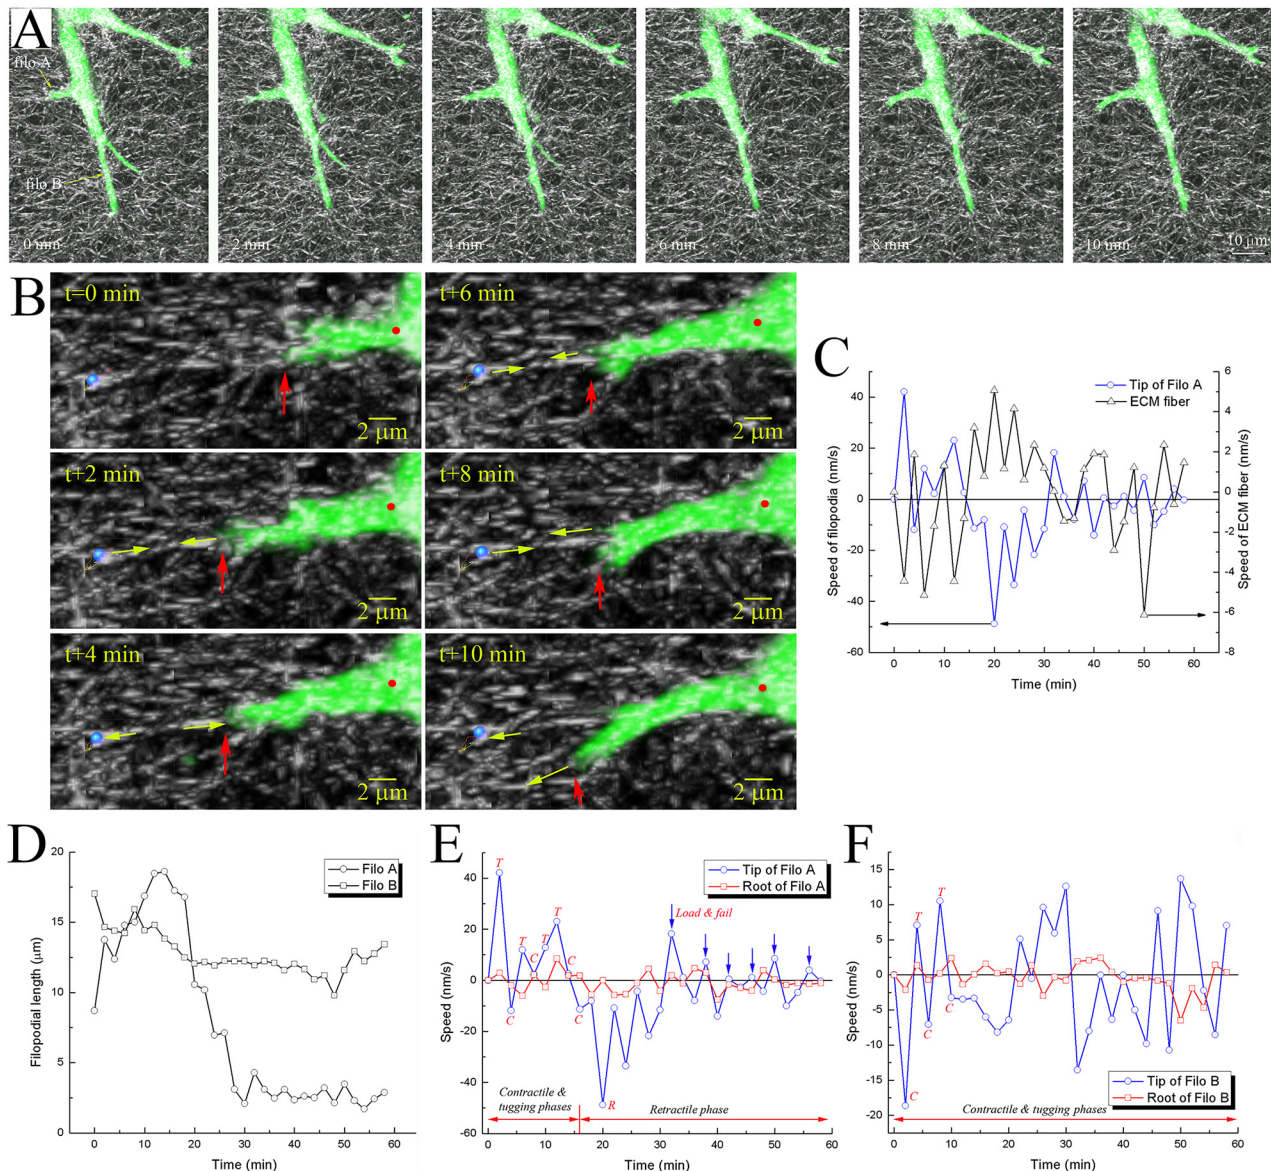 A
filo A
filo B
0 min
2 min
4 min
6 min
8 min
10 min
10 µm
B
t=0 min
2 µm
t+6 min
2 µm
t+2 min
2 µm
t+8 min
2 µm
t+4 min
2 µm
t+10 min
2 µm
C
Tip of Filo A
ECM fiber
Speed of filopodia (nm/s)
40
20
0
-20
-40
-60
Speed of ECM fiber (nm/s)
6
5
4
2
1
0
-1
-2
-4
-6
-8
0 10 20 30 40 50 60
Time (min)
D
Filo A
Filo B
Filopodial length (µm)
20
15
10
5
0
0 10 20 30 40 50 60
Time (min)
E
Tip of Filo A
Root of Filo A
Speed (nm/s)
40
20
0
-20
-40
-60
T
T
T
T
C
C
C
C
R
Load & fail
Contractile &
tugging phases
Retractile phase
0 10 20 30 40 50 60
Time (min)
F
Speed (nm/s)
15
10
5
0
-5
-10
-15
-20
T
T
C
C
C
Tip of Filo B
Root of Filo B
Contractile & tugging phases
0 10 20 30 40 50 60
Time (min)